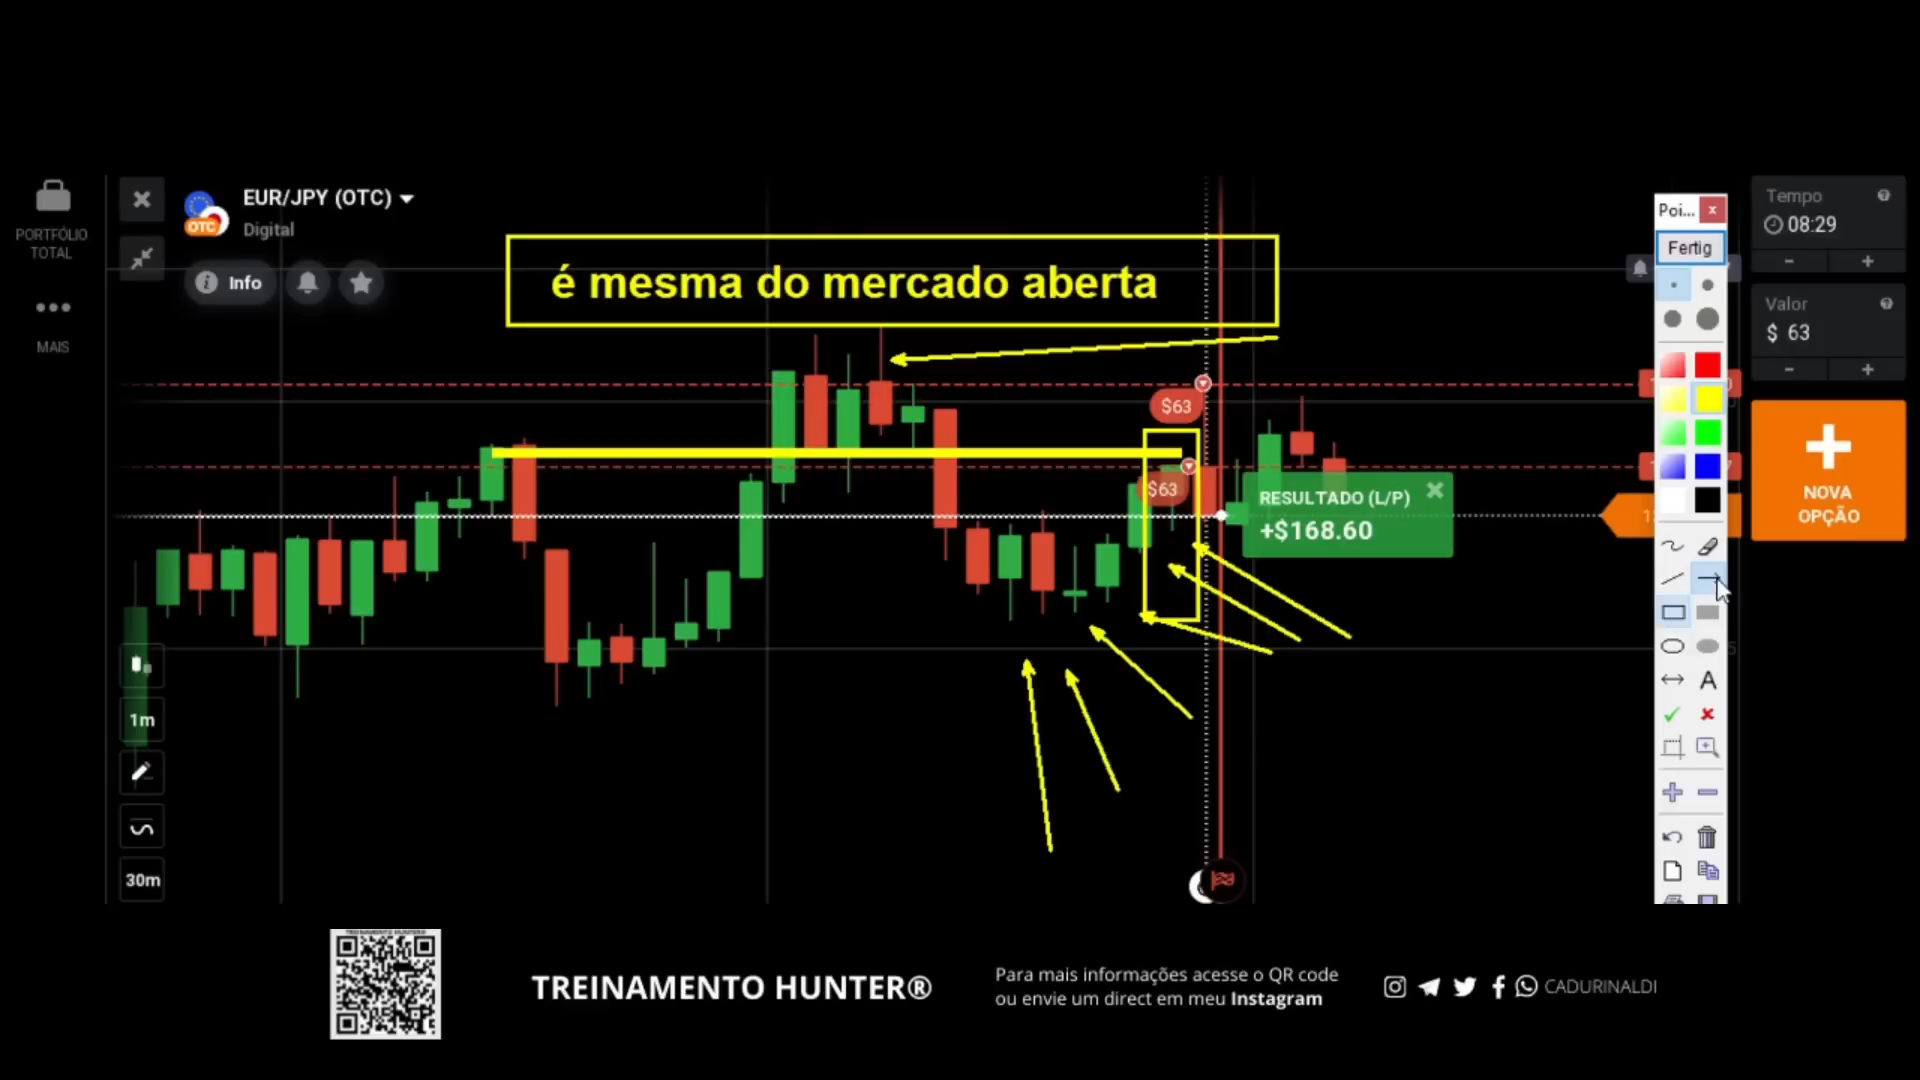 PORTFÓLIO
TOTAL
MAIS
EUR/JPY (OTC)
OTC
Digital
Info
é mesma do mercado aberta
$63
$63
RESULTADO (L/P)
+$168.60
1m
30m
Poi...
Fertig
A
Tempo
08:29
Valor
$ 63
NOVA
OPÇÃO
TREINAMENTO HUNTER®
Para mais informações acesse o QR code
ou envie um direct em meu Instagram
CADURINALDI